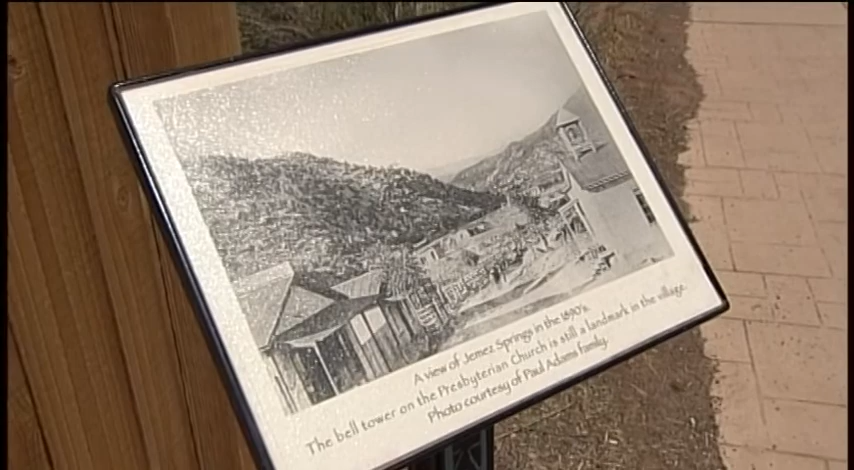 A view of Jemez Springs in the 1890's.
The bell tower on the Presbyterian Church is still a landmark in the village.
Photo courtesy of Paul Adams family.